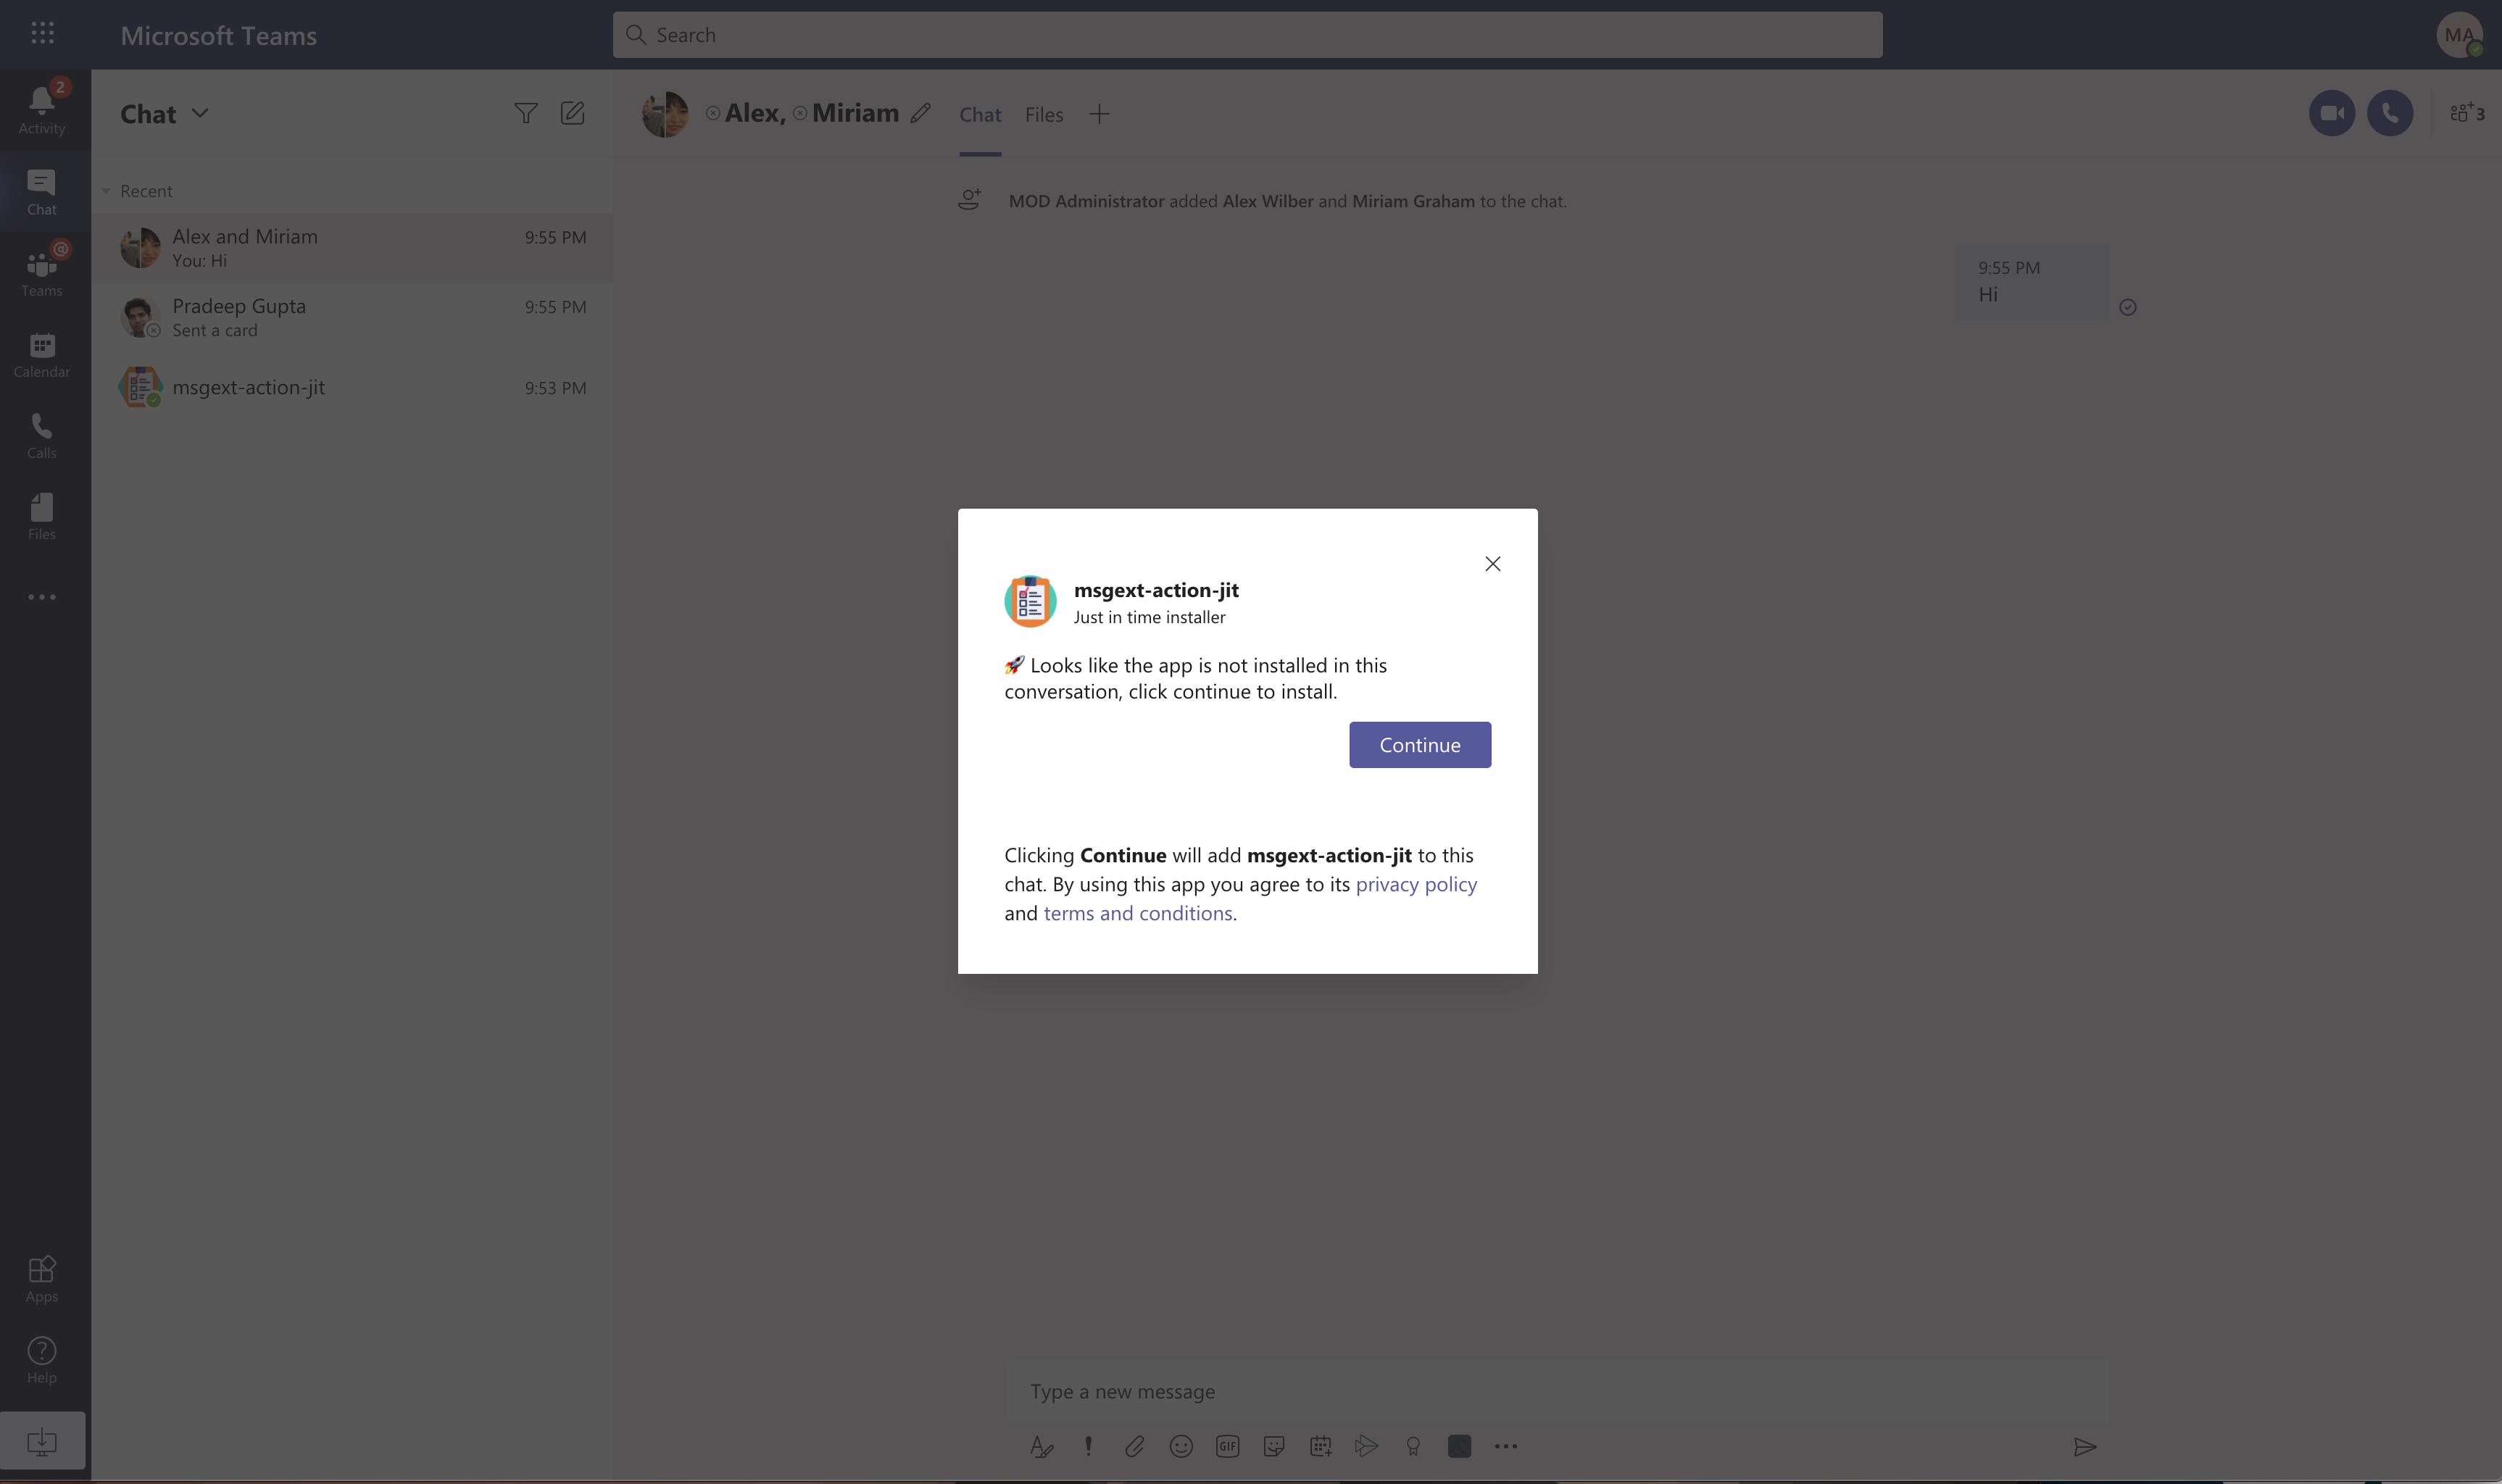 Microsoft Teams
Search
MA
2
Activity
Chat
Teams
Calendar
Calls
Files
Apps
Help
Chat
Recent
Alex and Miriam 9:55 PM
You: Hi
Pradeep Gupta 9:55 PM
Sent a card
msgext-action-jit 9:53 PM
Alex, Miriam Chat Files 3
MOD Administrator added Alex Wilber and Miriam Graham to the chat.
9:55 PM
Hi
msgext-action-jit
Just in time installer
🚀 Looks like the app is not installed in this
conversation, click continue to install.
Continue
Clicking Continue will add msgext-action-jit to this
chat. By using this app you agree to its privacy policy
and terms and conditions.
Type a new message
GIF